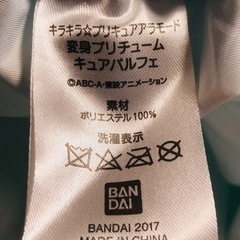 キラキラ☆プリキュアアラモード
変身プリチューム
キュアパルフェ
©ABC-A・東映アニメーション
素材
ポリエステル100%
洗濯表示
BAN
DAI
BANDAI 2017
MADE IN CHINA